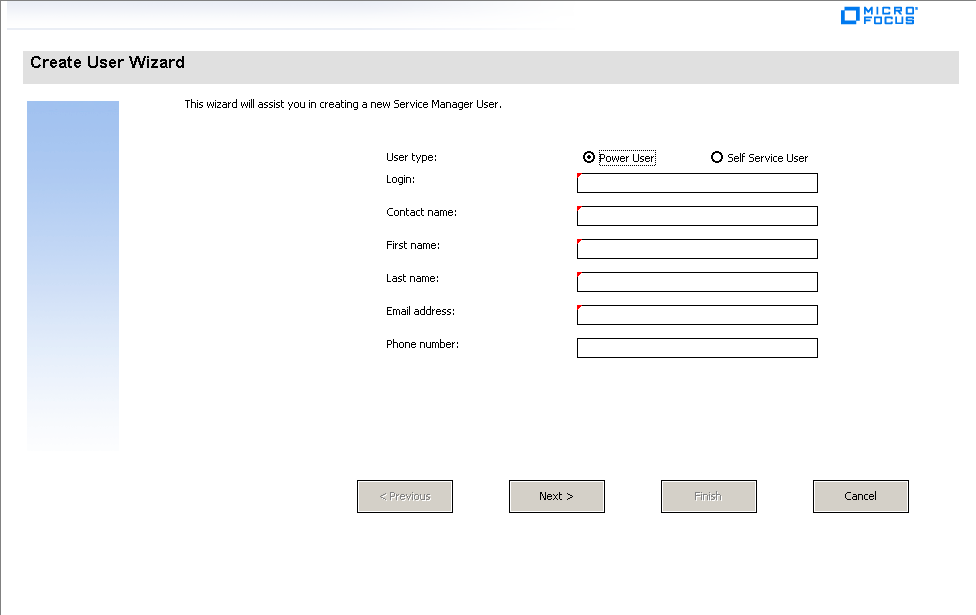 MICRO
FOCUS
Create User Wizard
This wizard will assist you in creating a new Service Manager User.
User type: Power User Self Service User
Login:
Contact name:
First name:
Last name:
Email address:
Phone number:
< Previous Next > Finish Cancel